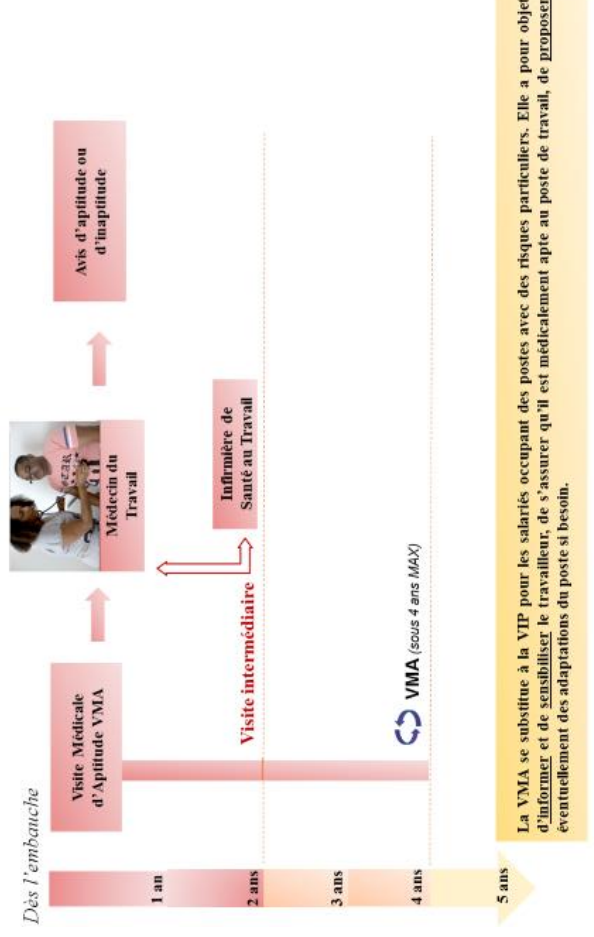 Dès l'embauche
Visite Médicale
d'Aptitude VMA
Médecin du
Travail
Avis d'aptitude ou
d'inaptitude
1 an
Visite intermédiaire
Infirmière de
Santé au Travail
2 ans
3 ans
VMA (sous 4 ans MAX)
4 ans
5 ans
La VMA se substitue à la VIP pour les salariés occupant des postes avec des risques particuliers. Elle a pour objet
d'informer et de sensibiliser le travailleur, de s'assurer qu'il est médicalement apte au poste de travail, de proposer
éventuellement des adaptations du poste si besoin.